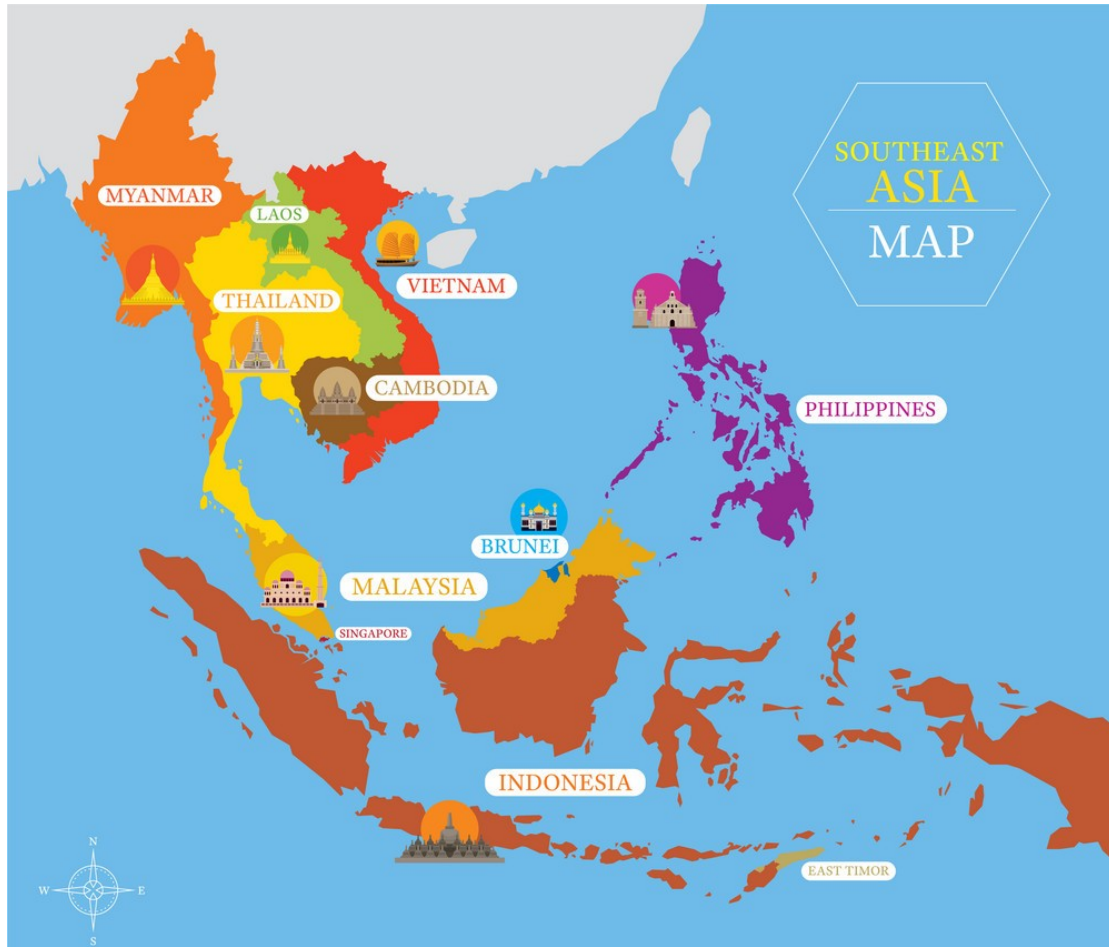 SOUTHEAST
ASIA
MAP
MYANMAR
LAOS
VIETNAM
THAILAND
CAMBODIA
PHILIPPINES
BRUNEI
MALAYSIA
SINGAPORE
INDONESIA
EAST TIMOR
N
W E
S